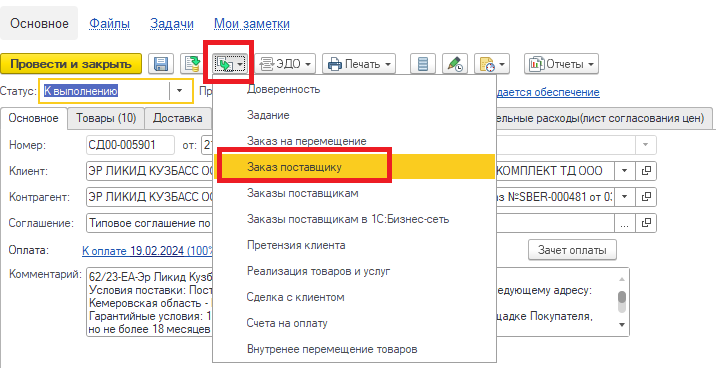 Основное Файлы Задачи Мои заметки
Провести и закрыть ЭДО Печать Отчеты
Статус: К выполнению
Доверенность
Задание
Заказ на перемещение
Заказ поставщику
Заказы поставщикам
Заказы поставщикам в 1С:Бизнес-сеть
Претензия клиента
Реализация товаров и услуг
Сделка с клиентом
Счета на оплату
Внутренее перемещение товаров
дается обеспечение
Основное Товары (10) Доставка ельные расходы(лист согласования цен)
Номер: СД00-005901 от: 2
Клиент: ЭР ЛИКИД КУЗБАСС ОО КОМПЛЕКТ ТД ООО
Контрагент: ЭР ЛИКИД КУЗБАСС ОО з №SBER-000481 от 03
Соглашение: Типовое соглашение по
Оплата: К оплате 19.02.2024 (100% Зачет оплаты
Комментарий: 62/23-ЕА-Эр Ликид Кузб
Условия поставки: Пост едующему адресу:
Кемеровская область -
Гарантийные условия: 1 щадке Покупателя,
но не более 18 месяцев